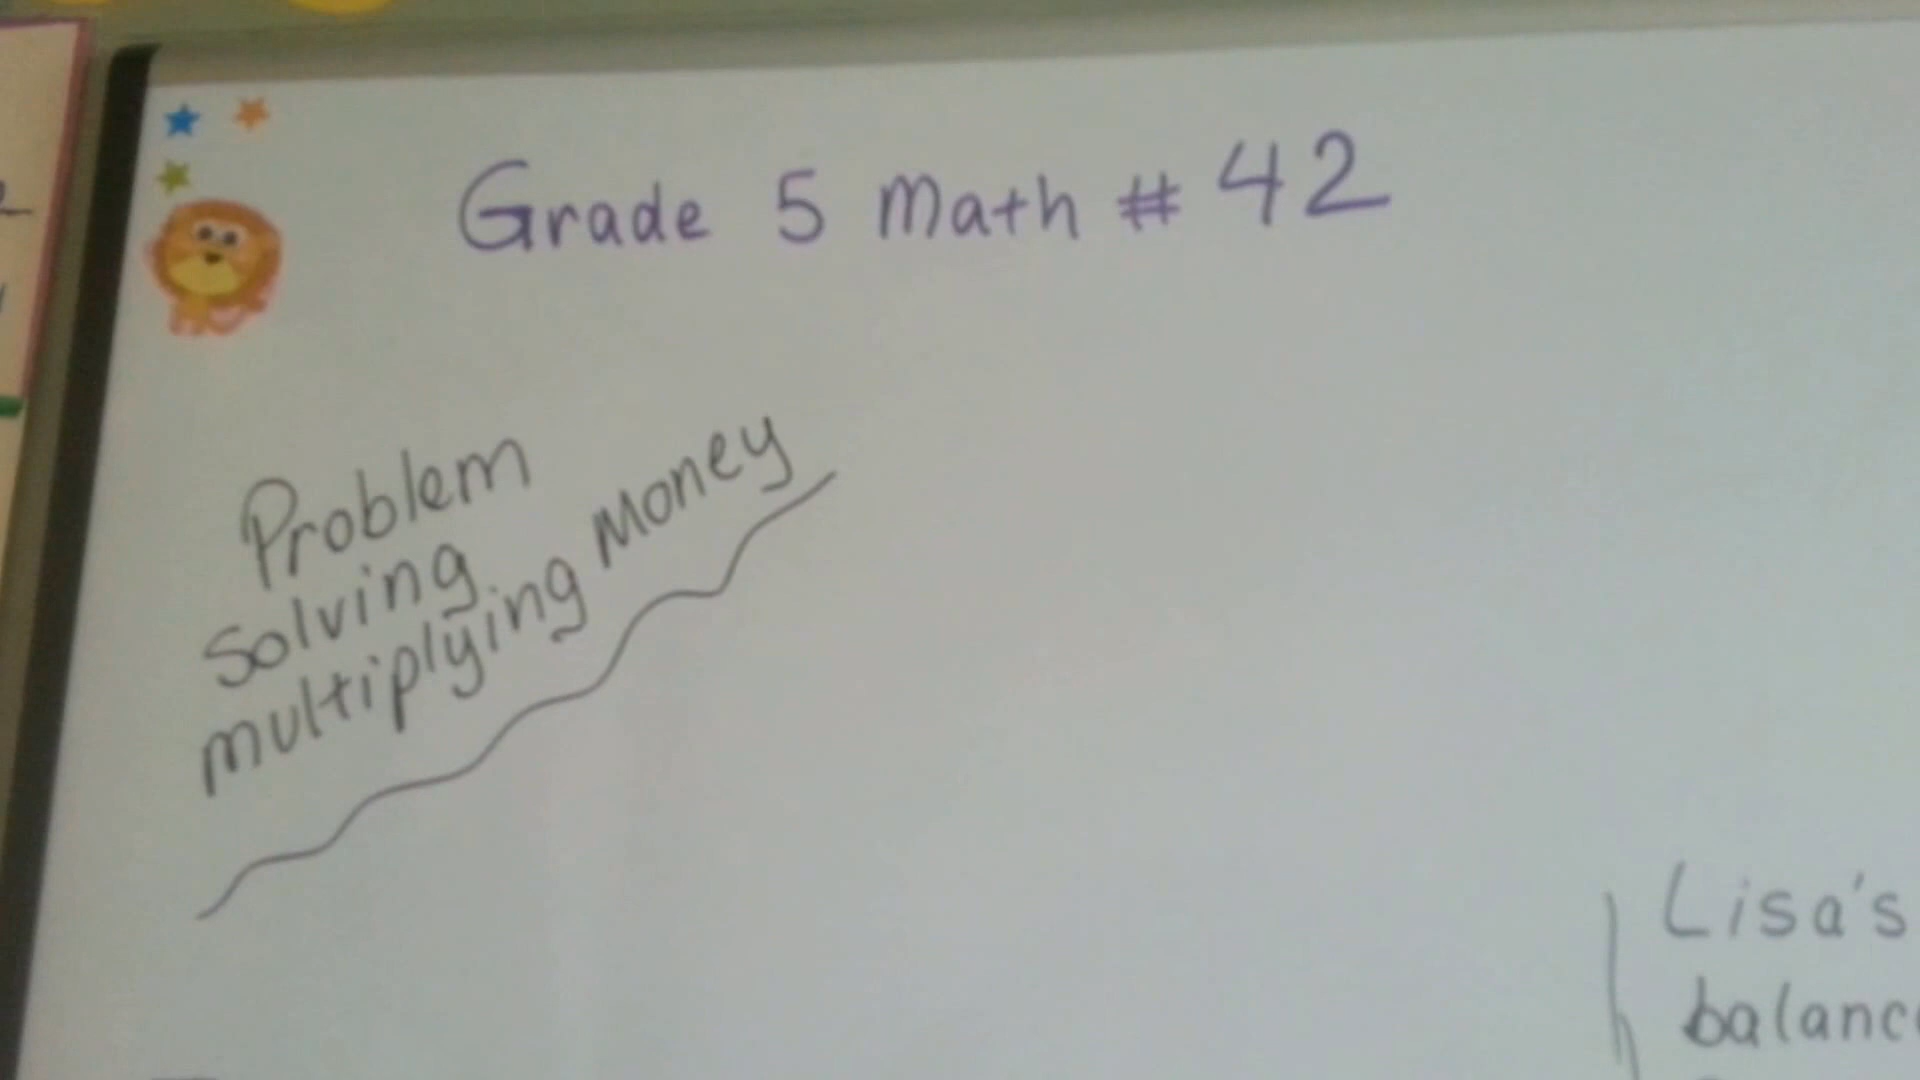 Grade 5 Math # 42
Problem
Solving
multiplying Money
Lisa's